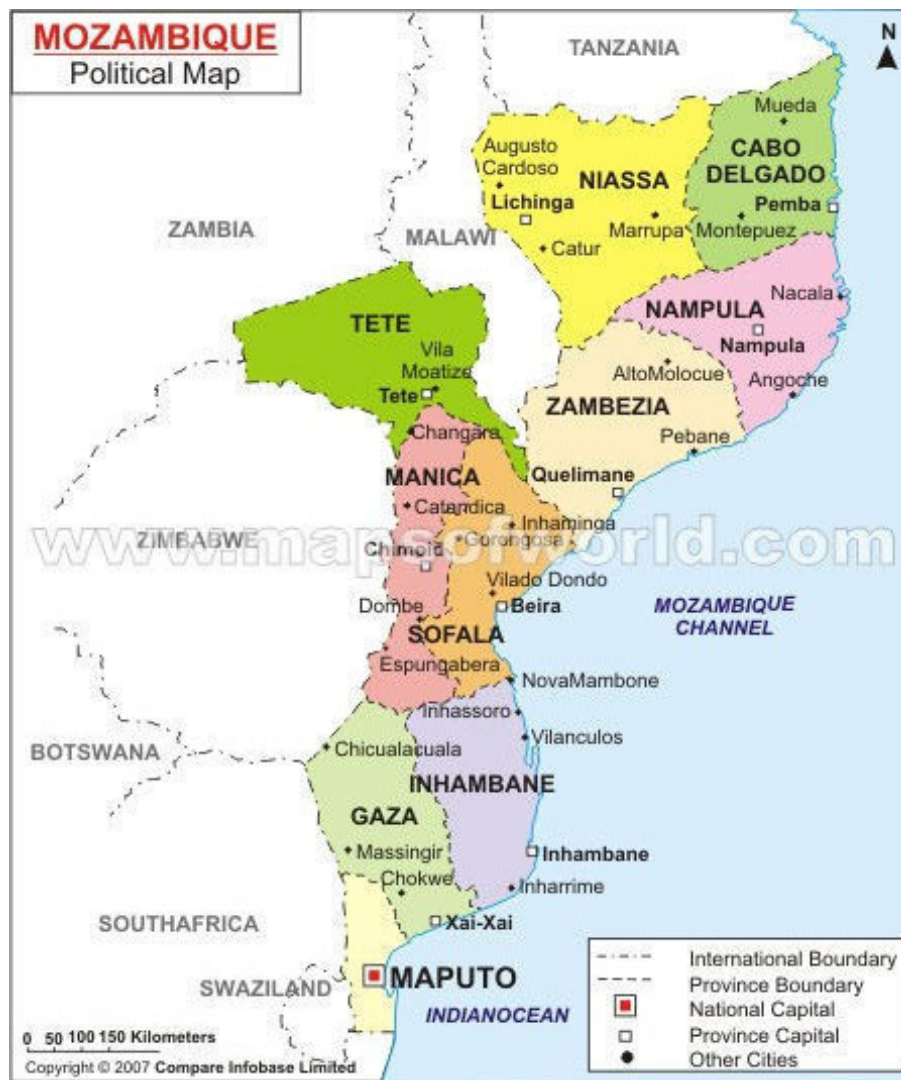 MOZAMBIQUE
Political Map
TANZANIA
N
Mueda
CABO
DELGADO
Augusto
Cardoso
NIASSA
Lichinga
Pemba
Marrupa
Montepuez
ZAMBIA
MALAWI
Catur
Nacala
NAMPULA
Nampula
TETE
Vila
Moatize
Tete
AltoMolocue
Angoche
ZAMBEZIA
Changara
Pebane
MANICA
Quelimane
Catandica
Inhaminga
www.mapsofworld.com
ZIMBABWE
Gorongosa
Chimoio
Vilado Dondo
Dombe
Beira
MOZAMBIQUE
CHANNEL
SOFALA
Espungabera
NovaMambone
Inhassoro
Vilanculos
BOTSWANA
Chicualacuala
INHAMBANE
GAZA
Massingir
Inhambane
Chokwe
Inharrime
SOUTHAFRICA
Xai-Xai
SWAZILAND
MAPUTO
INDIANOCEAN
International Boundary
Province Boundary
National Capital
Province Capital
Other Cities
0 50 100 150 Kilometers
Copyright © 2007 Compare Infobase Limited